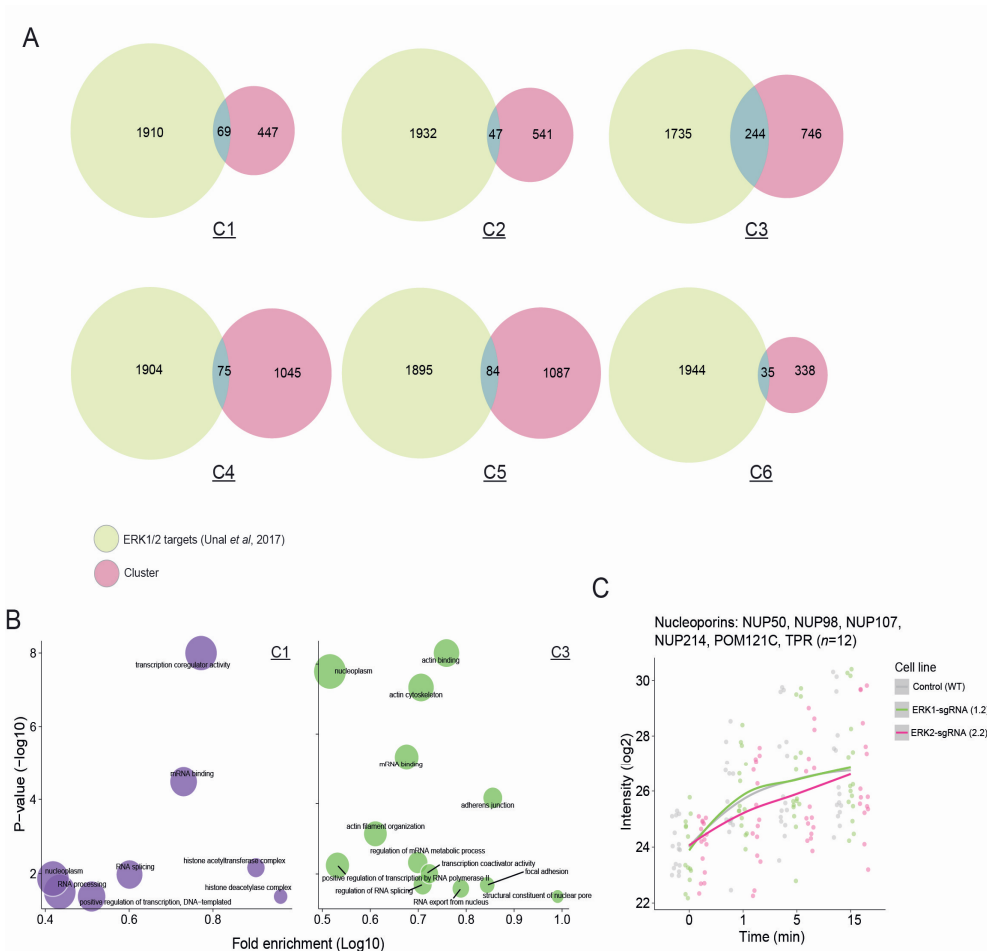 A
1910
69
447
C1
1932
47
541
C2
1735
244
746
C3
1904
75
1045
C4
1895
84
1087
C5
1944
35
338
C6
ERK1/2 targets (Unal et al, 2017)
Cluster
B
P-value (−log10)
8
4
2
C1
transcription coregulator activity
mRNA binding
nucleoplasm
RNA splicing
RNA processing
histone acetyltransferase complex
histone deacetylase complex
positive regulation of transcription, DNA-templated
0.4
0.6
0.8
C3
nucleoplasm
actin binding
actin cytoskeleton
mRNA binding
adherens junction
actin filament organization
regulation of mRNA metabolic process
transcription coactivator activity
focal adhesion
positive regulation of transcription by RNA polymerase II
regulation of RNA splicing
structural constituent of nuclear pore
RNA export from nucleus
0.5
0.6
0.7
0.8
0.9
1.0
Fold enrichment (Log10)
C
Nucleoporins: NUP50, NUP98, NUP107,
NUP214, POM121C, TPR (n=12)
Intensity (log2)
30
28
26
24
22
0
1
5
15
Time (min)
Cell line
Control (WT)
ERK1-sgRNA (1.2)
ERK2-sgRNA (2.2)